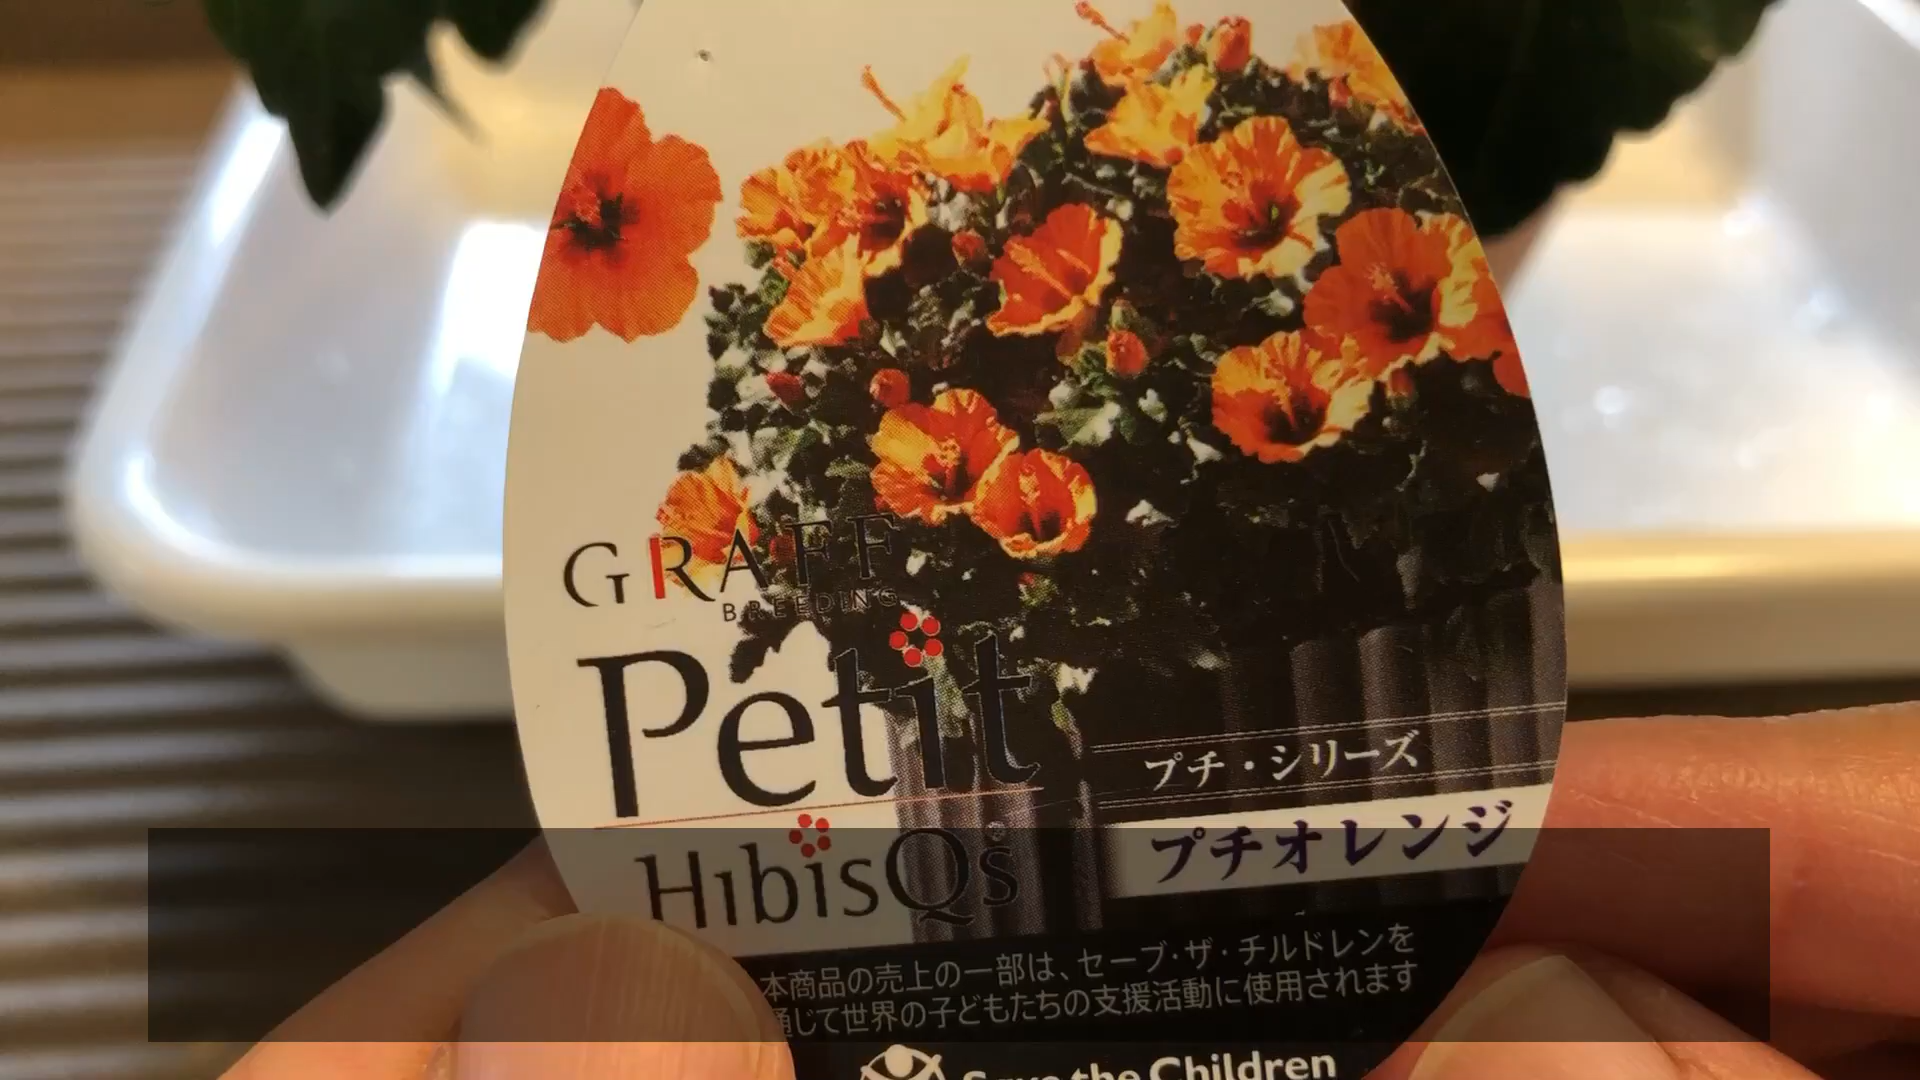 GRAFF
BREEDING
Petit
HibisQs
プチ・シリーズ
プチオレンジ
本商品の売上の一部は、セーブ・ザ・チルドレンを
通じて世界の子どもたちの支援活動に使用されます
Save the Children